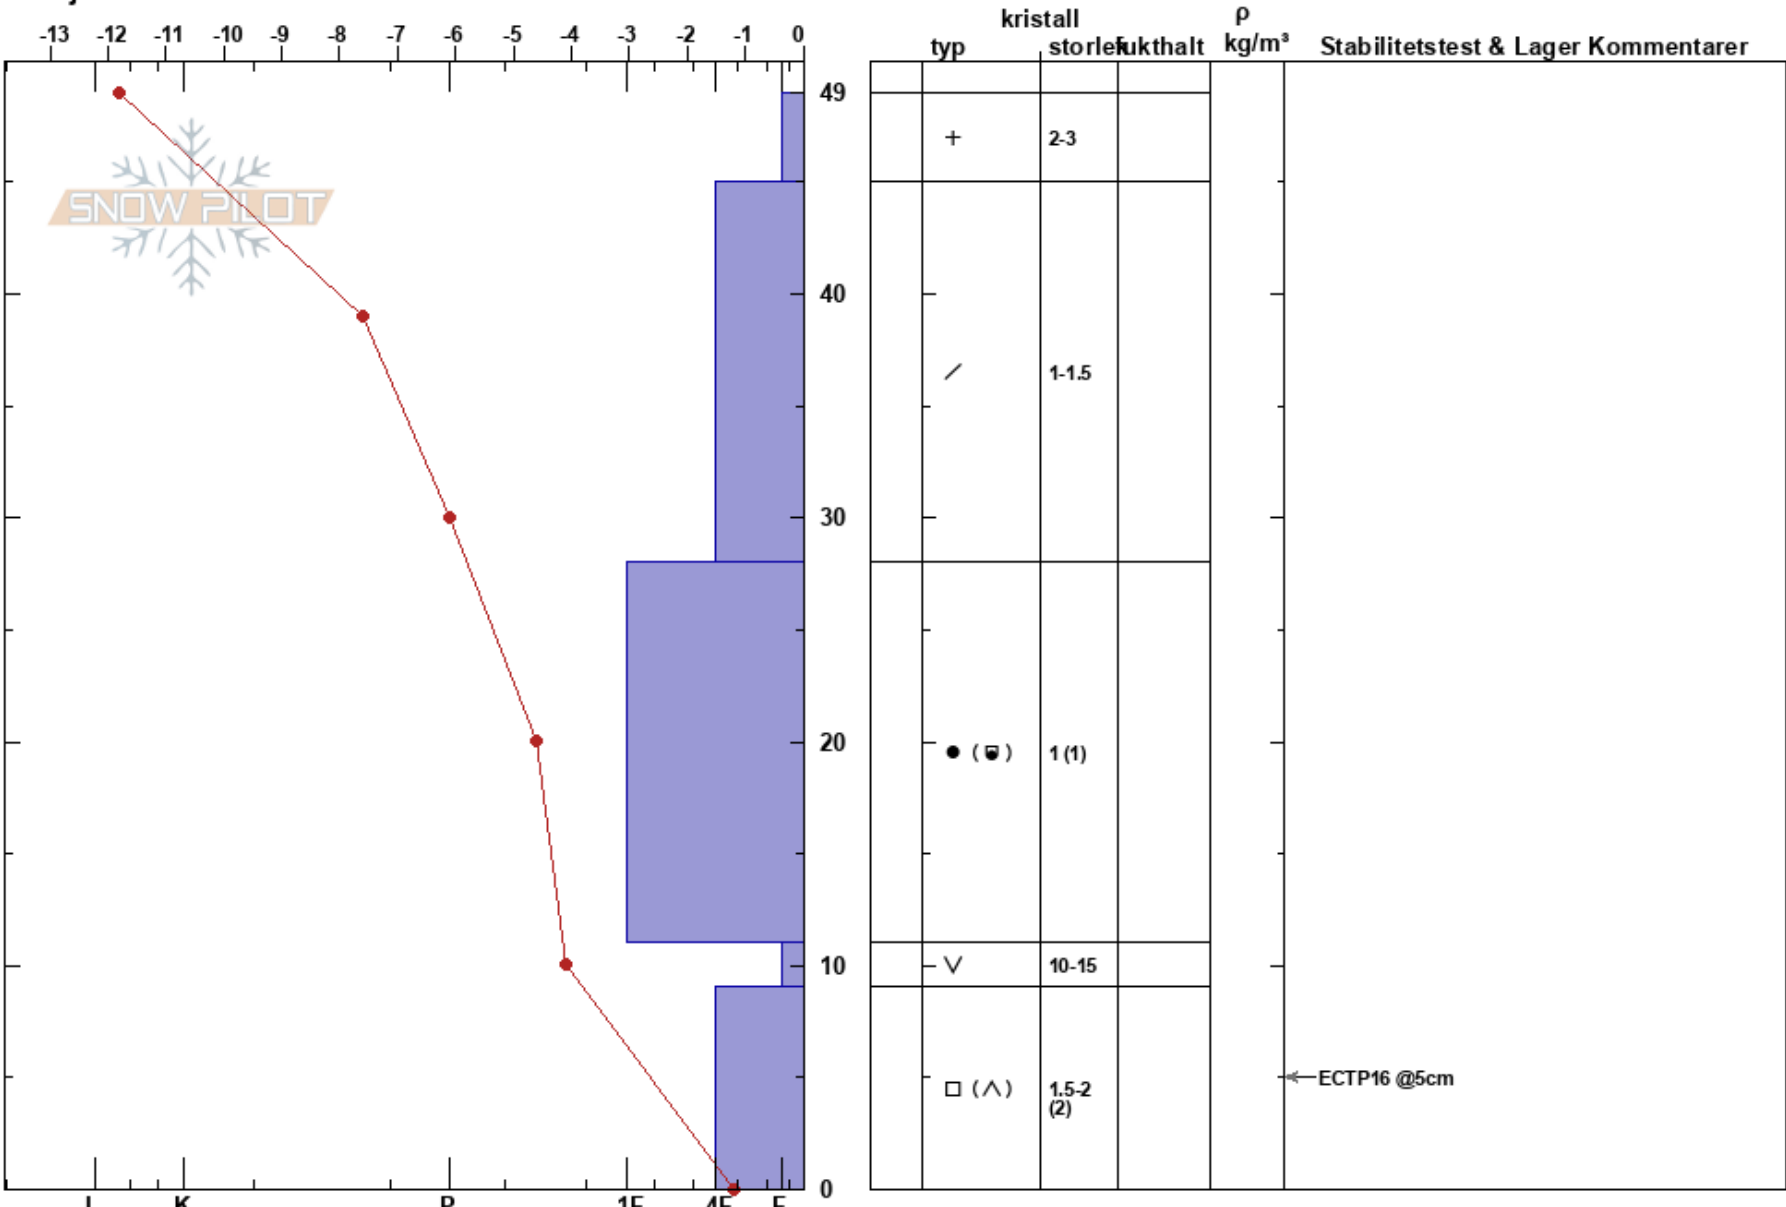 kristall ρ
-13 -12 -11 -10 -9 -8 -7 -6 -5 -4 -3 -2 -1 0
typ storlek fukthalt kg/m³ Stabilitetstest & Lager Kommentarer
49
+ 2-3
SNOW PILOT
40
/ 1-1.5
30
20
● ( ) 1 (1)
10
∨ 10-15
□ (∧) 1.5-2
(2)
ECTP16 @5cm
0
I K P 1F 4F F